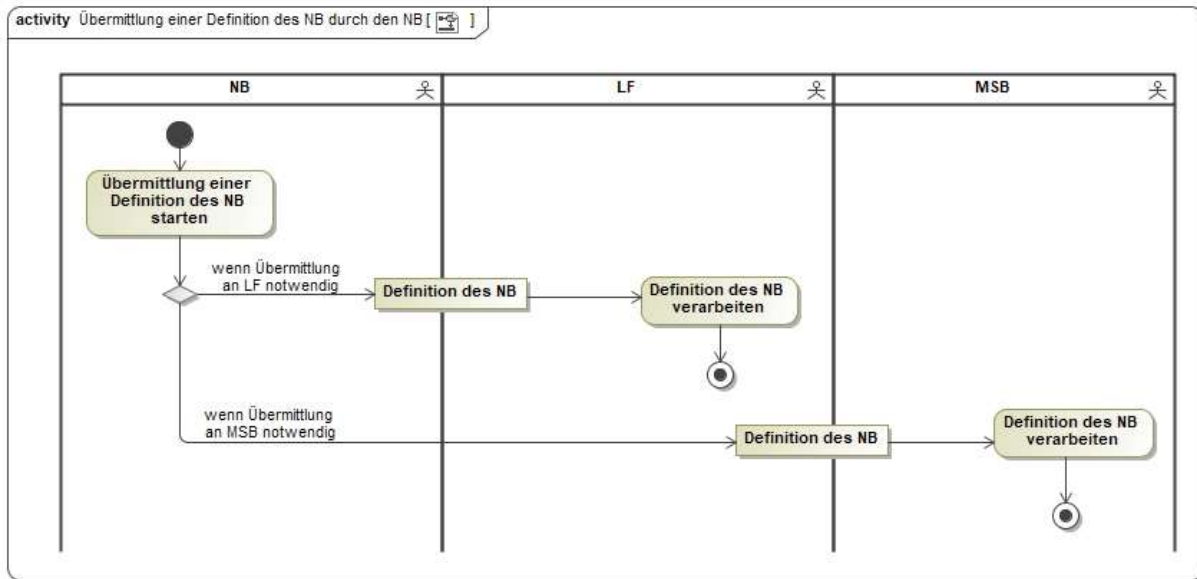 activity Übermittlung einer Definition des NB durch den NB [ ]
NB
LF
MSB
Übermittlung einer
Definition des NB
starten
wenn Übermittlung
an LF notwendig
Definition des NB
Definition des NB
verarbeiten
wenn Übermittlung
an MSB notwendig
Definition des NB
Definition des NB
verarbeiten